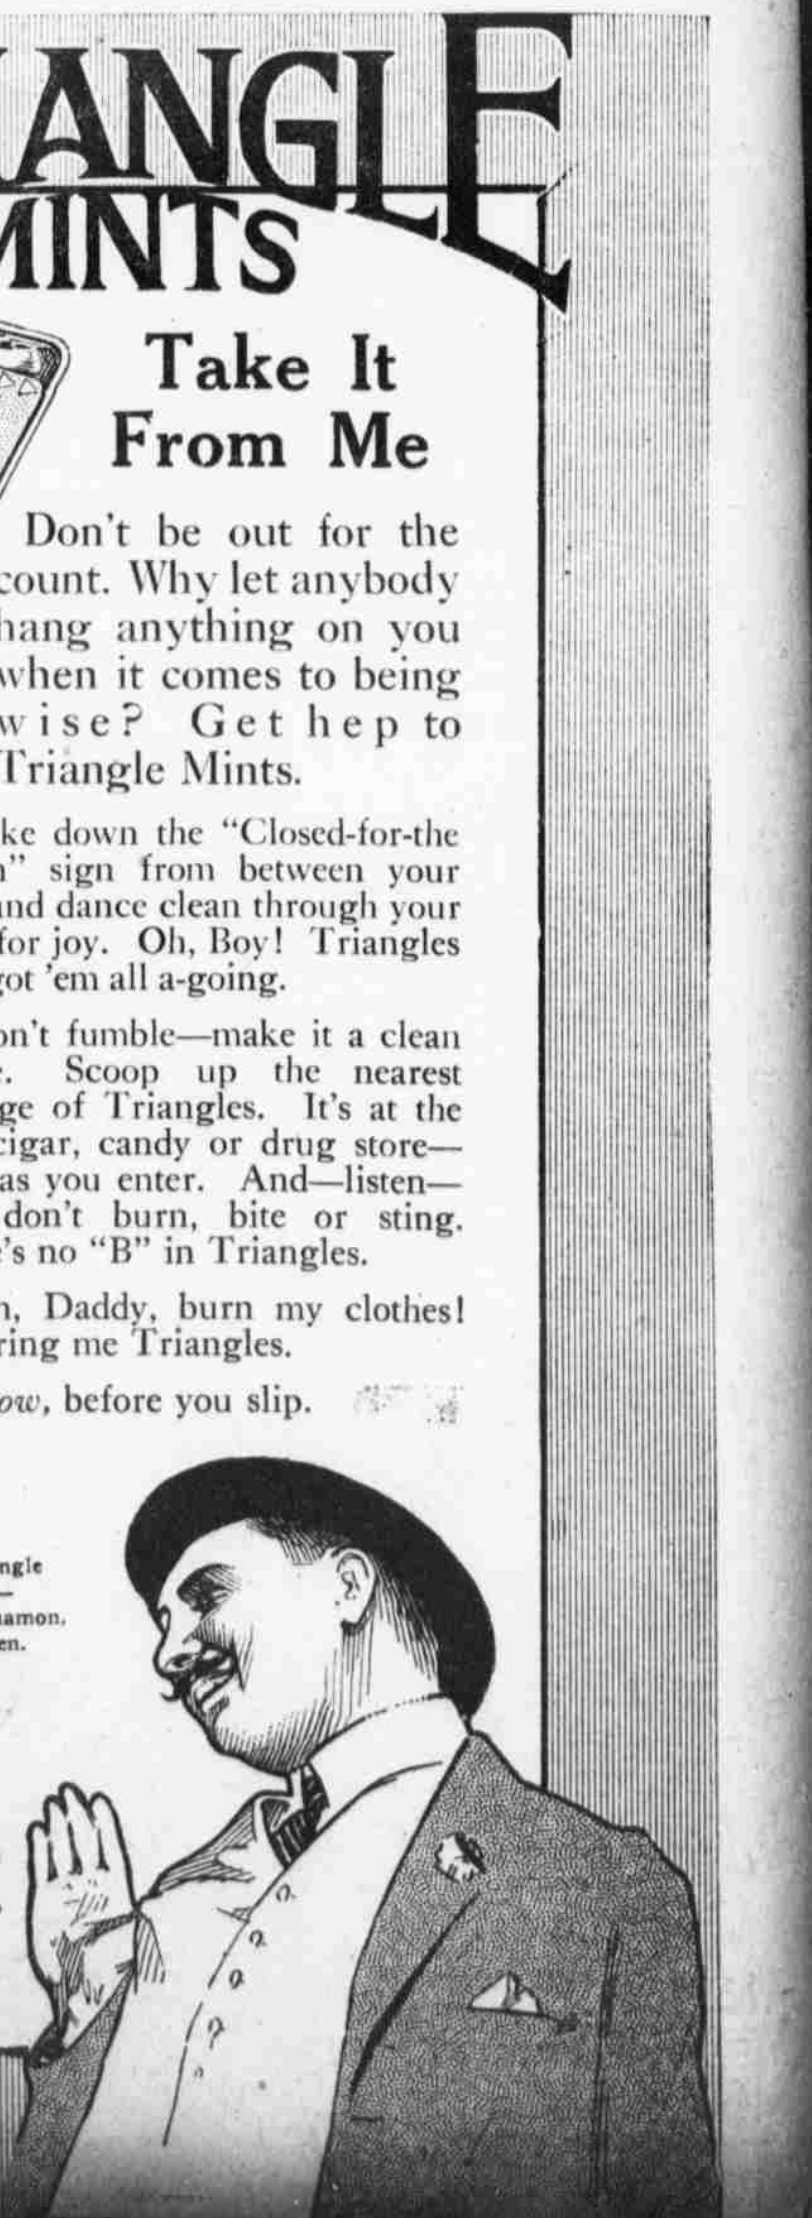 ANGLE
MINTS
Take It
From Me
Don't be out for the
count. Why let anybody
hang anything on you
when it comes to being
wise? Get hep to
Triangle Mints.
ke down the "Closed-for-the
" sign from between your
and dance clean through your
for joy. Oh, Boy! Triangles
got 'em all a-going.
on't fumble—make it a clean
. Scoop up the nearest
ge of Triangles. It's at the
cigar, candy or drug store—
as you enter. And—listen—
don't burn, bite or sting.
's no "B" in Triangles.
, Daddy, burn my clothes!
ring me Triangles.
ow, before you slip.
ngle
—
amon,
en.